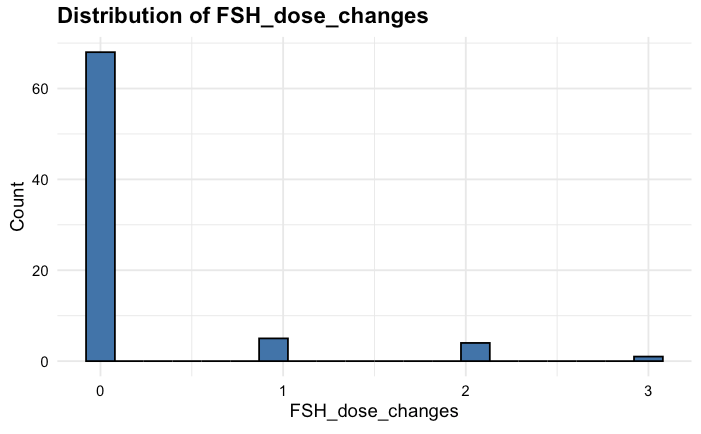 Distribution of FSH_dose_changes
Count
60
40
20
0
0 1 2 3
FSH_dose_changes